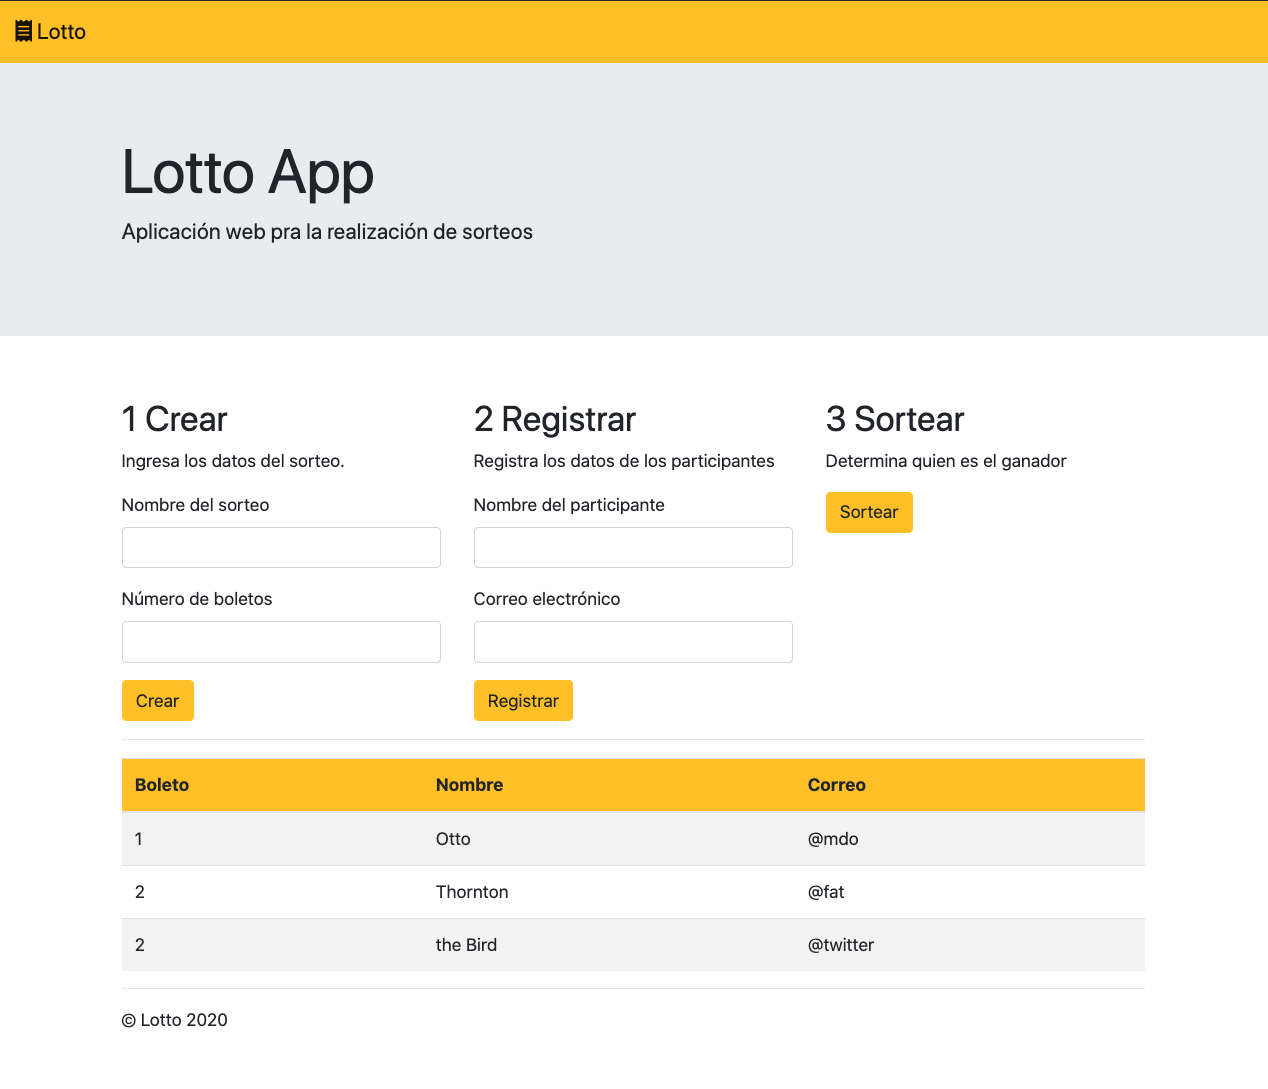 Lotto
Lotto App
Aplicación web pra la realización de sorteos
1 Crear
Ingresa los datos del sorteo.
Nombre del sorteo
Número de boletos
Crear
2 Registrar
Registra los datos de los participantes
Nombre del participante
Correo electrónico
Registrar
3 Sortear
Determina quien es el ganador
Sortear
Boleto Nombre Correo
1 Otto @mdo
2 Thornton @fat
2 the Bird @twitter
© Lotto 2020